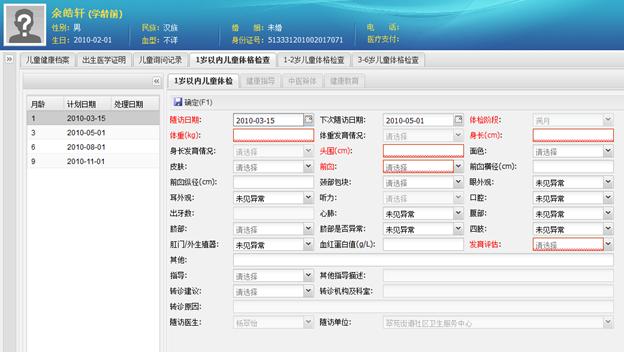 余皓轩 (学龄前)
性别: 男 民族: 汉族 婚 姻: 未婚 电 话:
生日: 2010-02-01 血型: 不详 身份证号: 513331201002017071 医疗支付:
儿童健康档案 出生医学证明 儿童询问记录 1岁以内儿童体格检查 1-2岁儿童体格检查 3-6岁儿童体格检查
1岁以内儿童体检 健康指导 中医辩体 健康教育
月龄 计划日期 处理日期
1 2010-03-15
3 2010-05-01
6 2010-08-01
9 2010-11-01
确定(F1)
随访日期: 2010-03-15 下次随访日期: 2010-05-01 体检阶段: 满月
体重(kg): 体重发育情况: 请选择 身长(cm):
身长发育情况: 请选择 头围(cm): 面色: 请选择
皮肤: 请选择 前囟: 请选择 前囟横径(cm):
前囟纵径(cm): 颈部包块: 请选择 眼外观: 未见异常
耳外观: 未见异常 听力: 请选择 口腔: 未见异常
出牙数: 心肺: 未见异常 腹部: 未见异常
脐部: 请选择 脐部是否异常: 未见异常 四肢: 未见异常
肛门/外生殖器: 未见异常 血红蛋白值(g/L): 发育评估: 请选择
其他:
指导: 请选择 其他指导描述:
转诊建议: 请选择 转诊机构及科室:
转诊原因:
随访医生: 杨翠怡 随访单位: 翠苑街道社区卫生服务中心